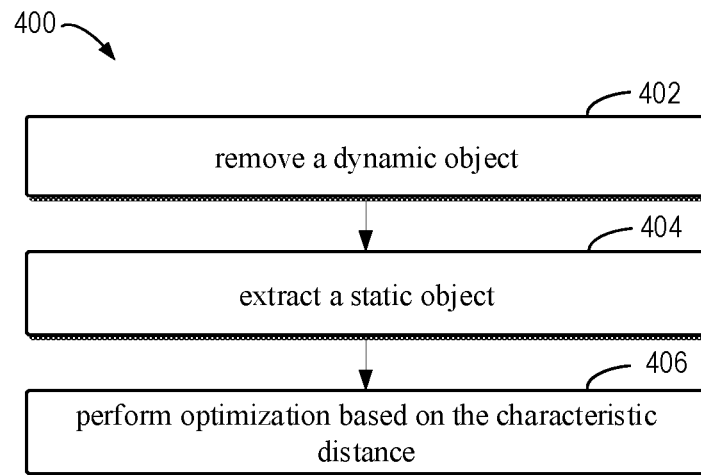 400
402
remove a dynamic object
404
extract a static object
406
perform optimization based on the characteristic
distance